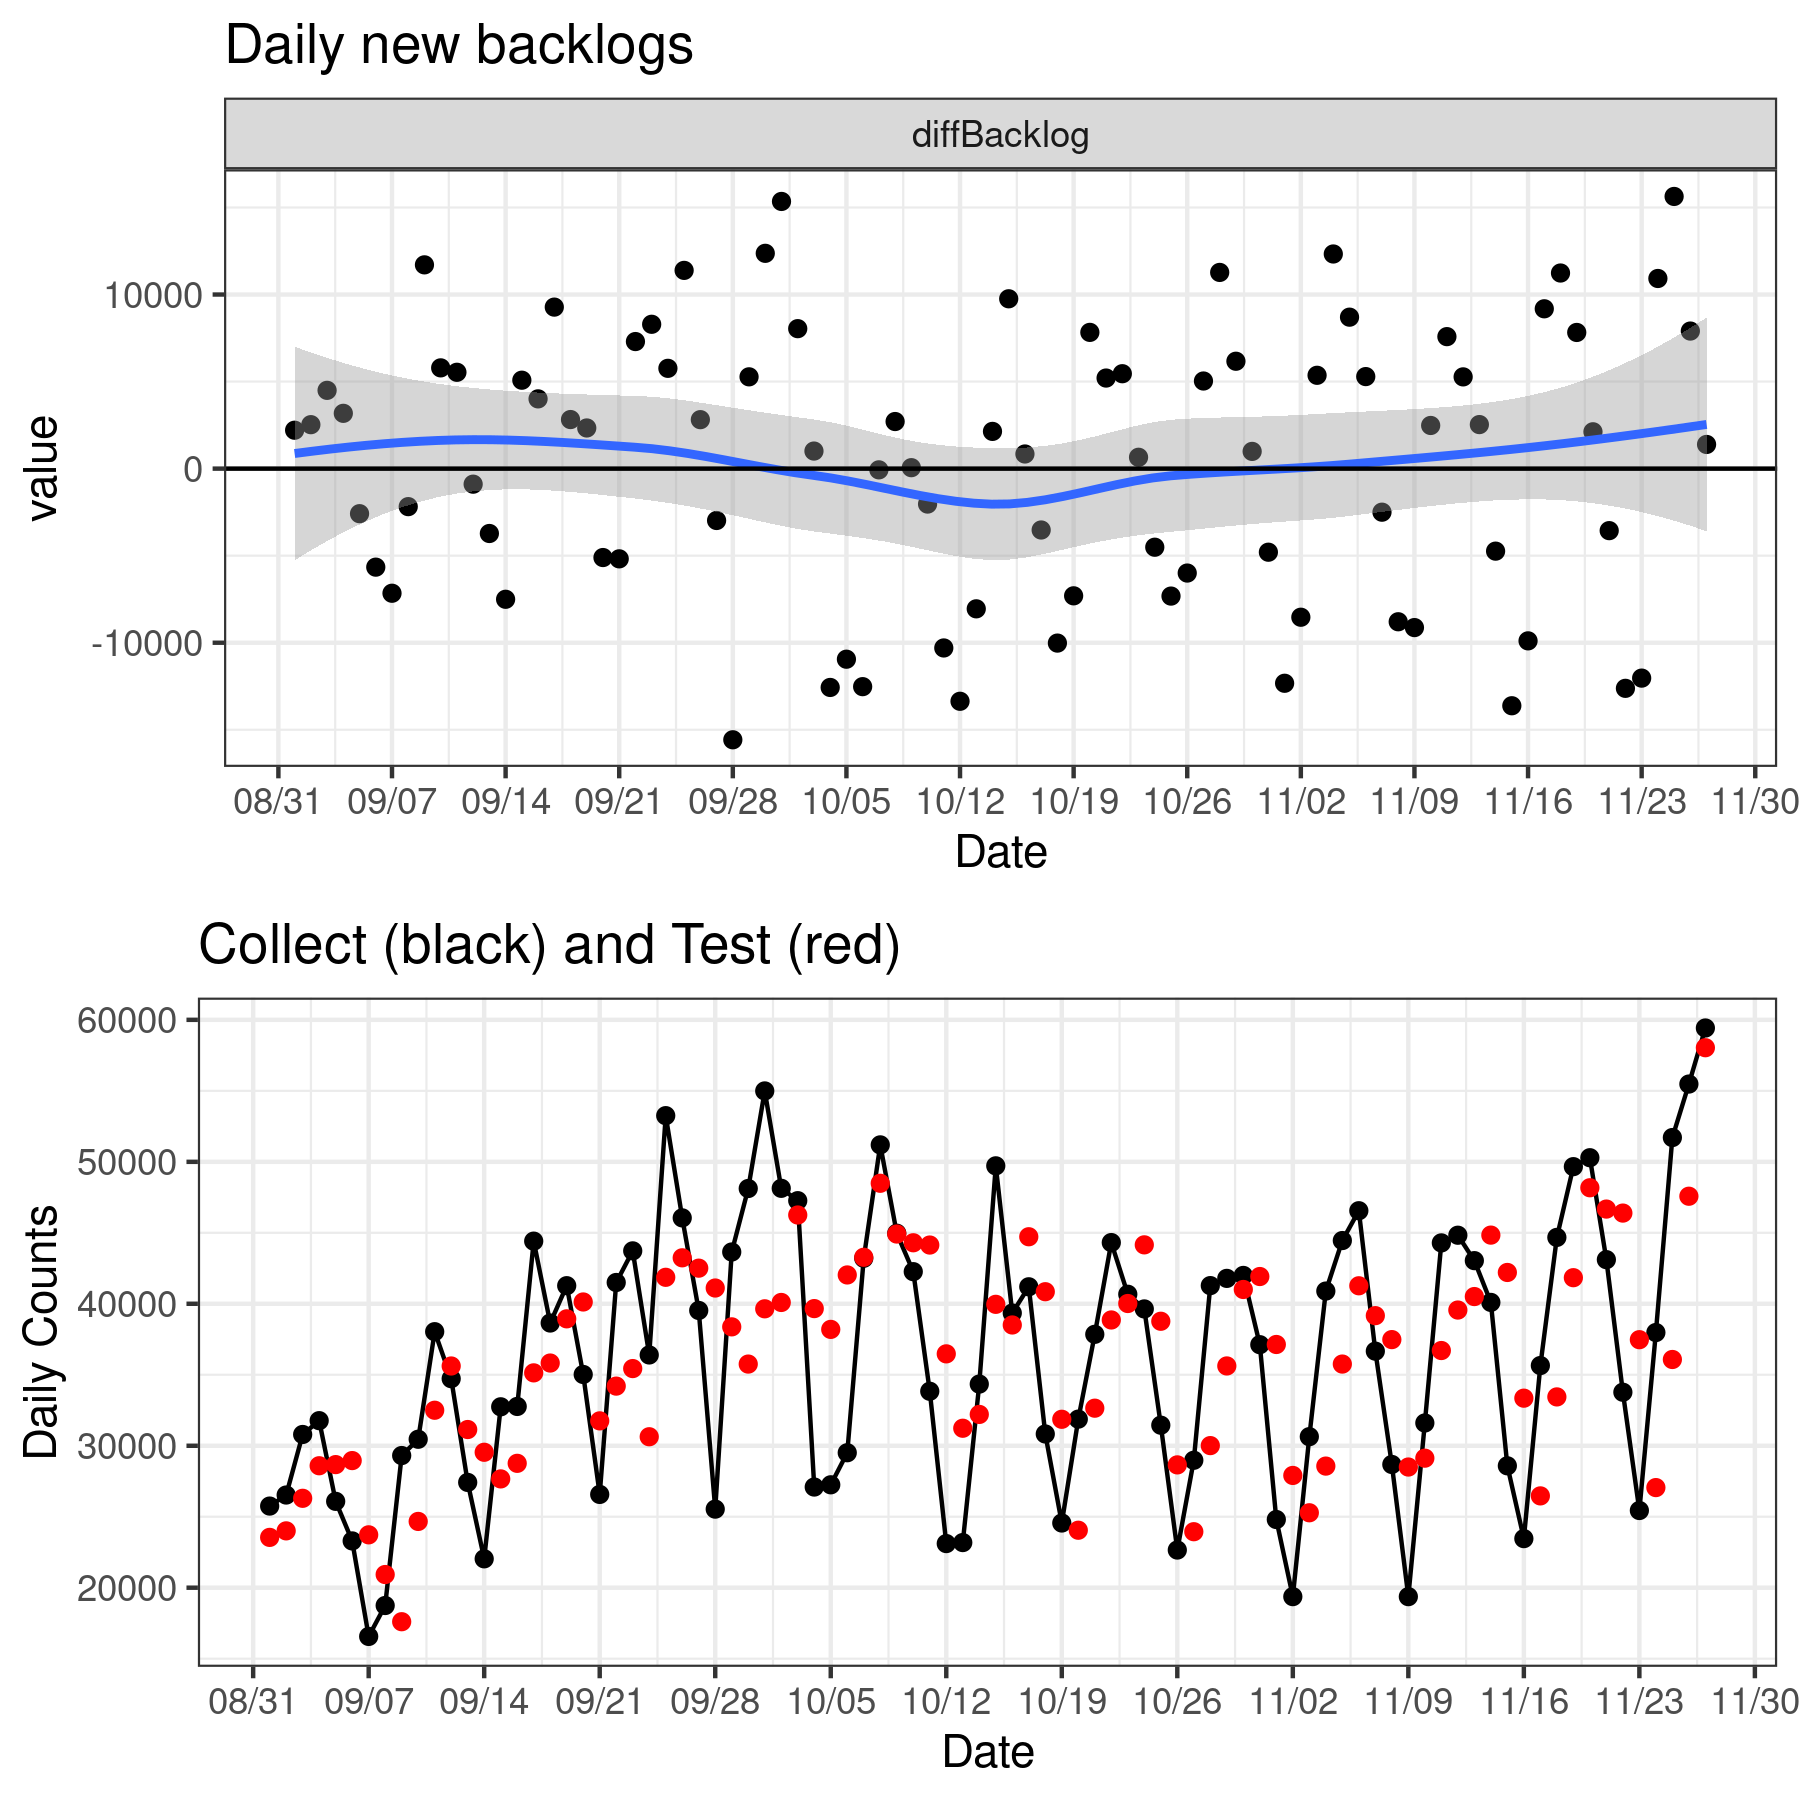 Daily new backlogs
diffBacklog
value
10000
0
-10000
08/31 09/07 09/14 09/21 09/28 10/05 10/12 10/19 10/26 11/02 11/09 11/16 11/23 11/30
Date
Collect (black) and Test (red)
Daily Counts
60000
50000
40000
30000
20000
08/31 09/07 09/14 09/21 09/28 10/05 10/12 10/19 10/26 11/02 11/09 11/16 11/23 11/30
Date